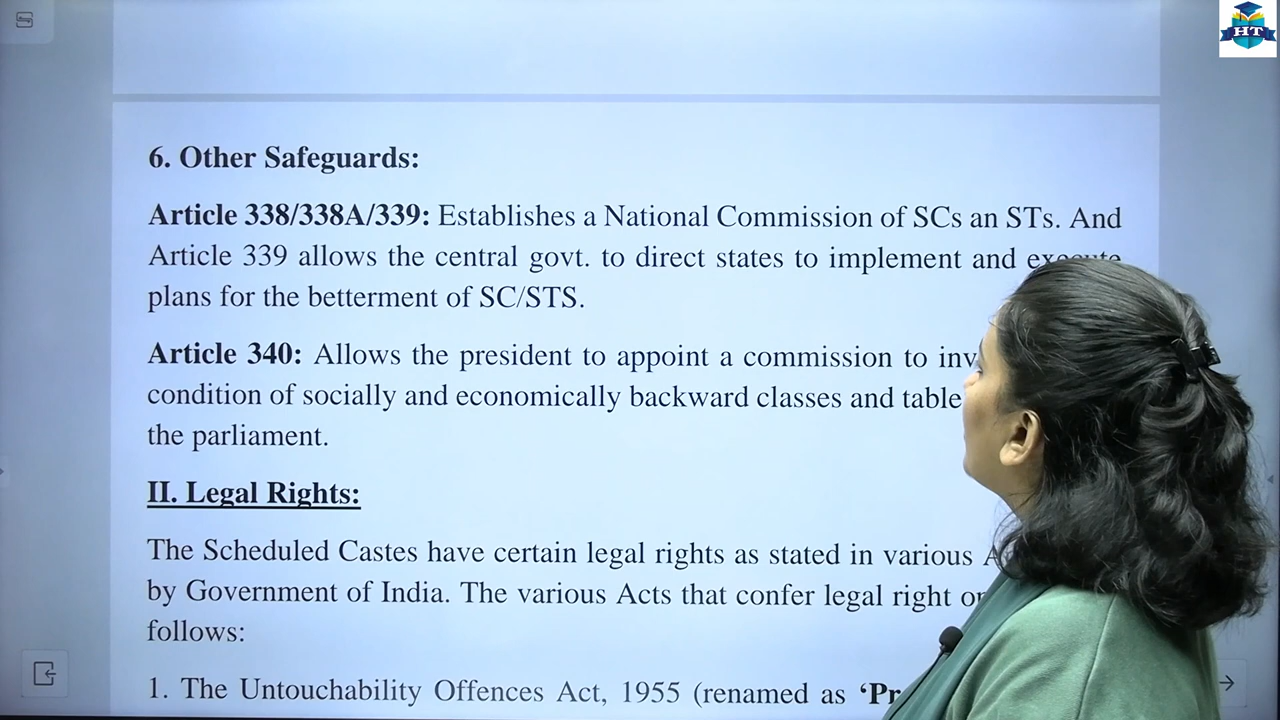 HT
6. Other Safeguards:
Article 338/338A/339: Establishes a National Commission of SCs an STs. And
Article 339 allows the central govt. to direct states to implement and execute
plans for the betterment of SC/STS.
Article 340: Allows the president to appoint a commission to
condition of socially and economically backward classes and table
the parliament.
II. Legal Rights:
The Scheduled Castes have certain legal rights as stated in various
by Government of India. The various Acts that confer legal right
follows:
1. The Untouchability Offences Act, 1955 (renamed as